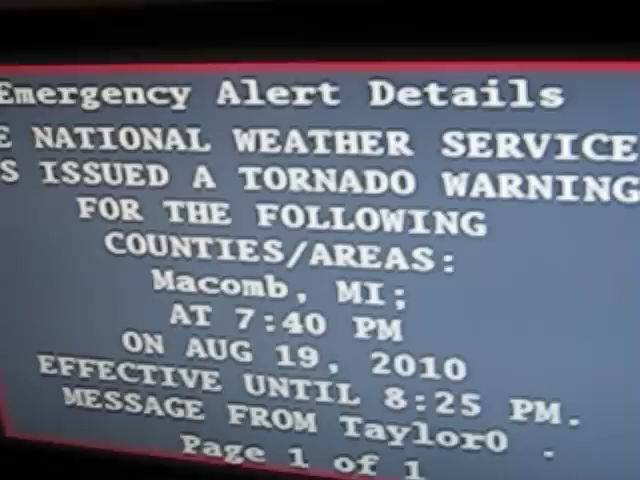 Emergency Alert Details
E NATIONAL WEATHER SERVICE
S ISSUED A TORNADO WARNING
FOR THE FOLLOWING
COUNTIES/AREAS:
Macomb, MI;
AT 7:40 PM
ON AUG 19, 2010
EFFECTIVE UNTIL 8:25 PM.
MESSAGE FROM Taylor0 .
Page 1 of 1